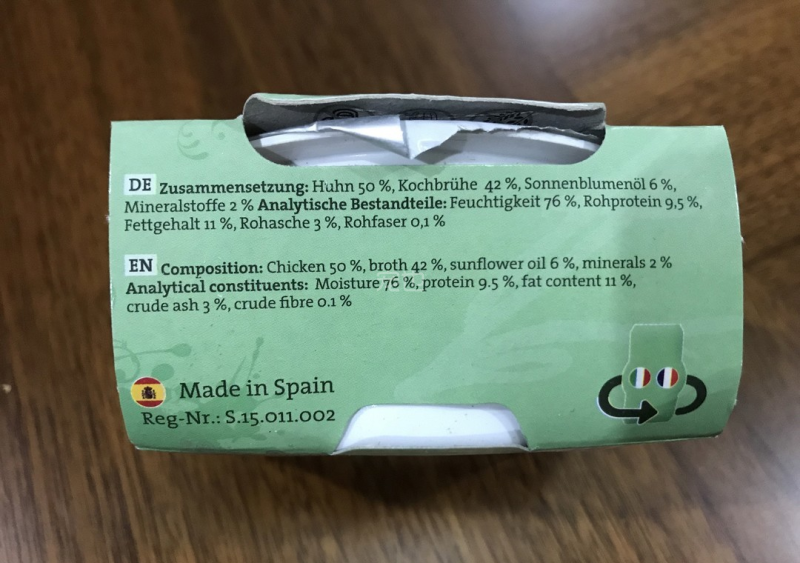 DE Zusammensetzung: Huhn 50 %, Kochbrühe 42 %, Sonnenblumenöl 6 %,
Mineralstoffe 2 % Analytische Bestandteile: Feuchtigkeit 76 %, Rohprotein 9,5 %,
Fettgehalt 11 %, Rohasche 3 %, Rohfaser 0,1 %
EN Composition: Chicken 50 %, broth 42 %, sunflower oil 6 %, minerals 2 %
Analytical constituents: Moisture 76 %, protein 9.5 %, fat content 11 %,
crude ash 3 %, crude fibre 0.1 %
Made in Spain
Reg-Nr.: S.15.011.002